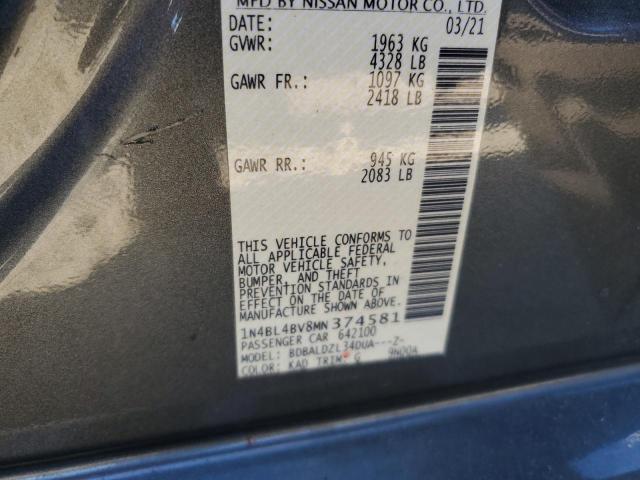 MFD BY NISSAN MOTOR CO., LTD.
DATE: 03/21
GVWR: 1963 KG
4328 LB
GAWR FR.: 1097 KG
2418 LB
GAWR RR.: 945 KG
2083 LB
THIS VEHICLE CONFORMS TO
ALL APPLICABLE FEDERAL
MOTOR VEHICLE SAFETY,
BUMPER, AND THEFT
PREVENTION STANDARDS IN
EFFECT ON THE DATE OF
MANUFACTURE SHOWN ABOVE.
1N4BL4BV8MN374581
PASSENGER CAR 642100
MODEL: BDBALDZL34DUA---Z-
COLOR: KAD TRIM: G 9N00A